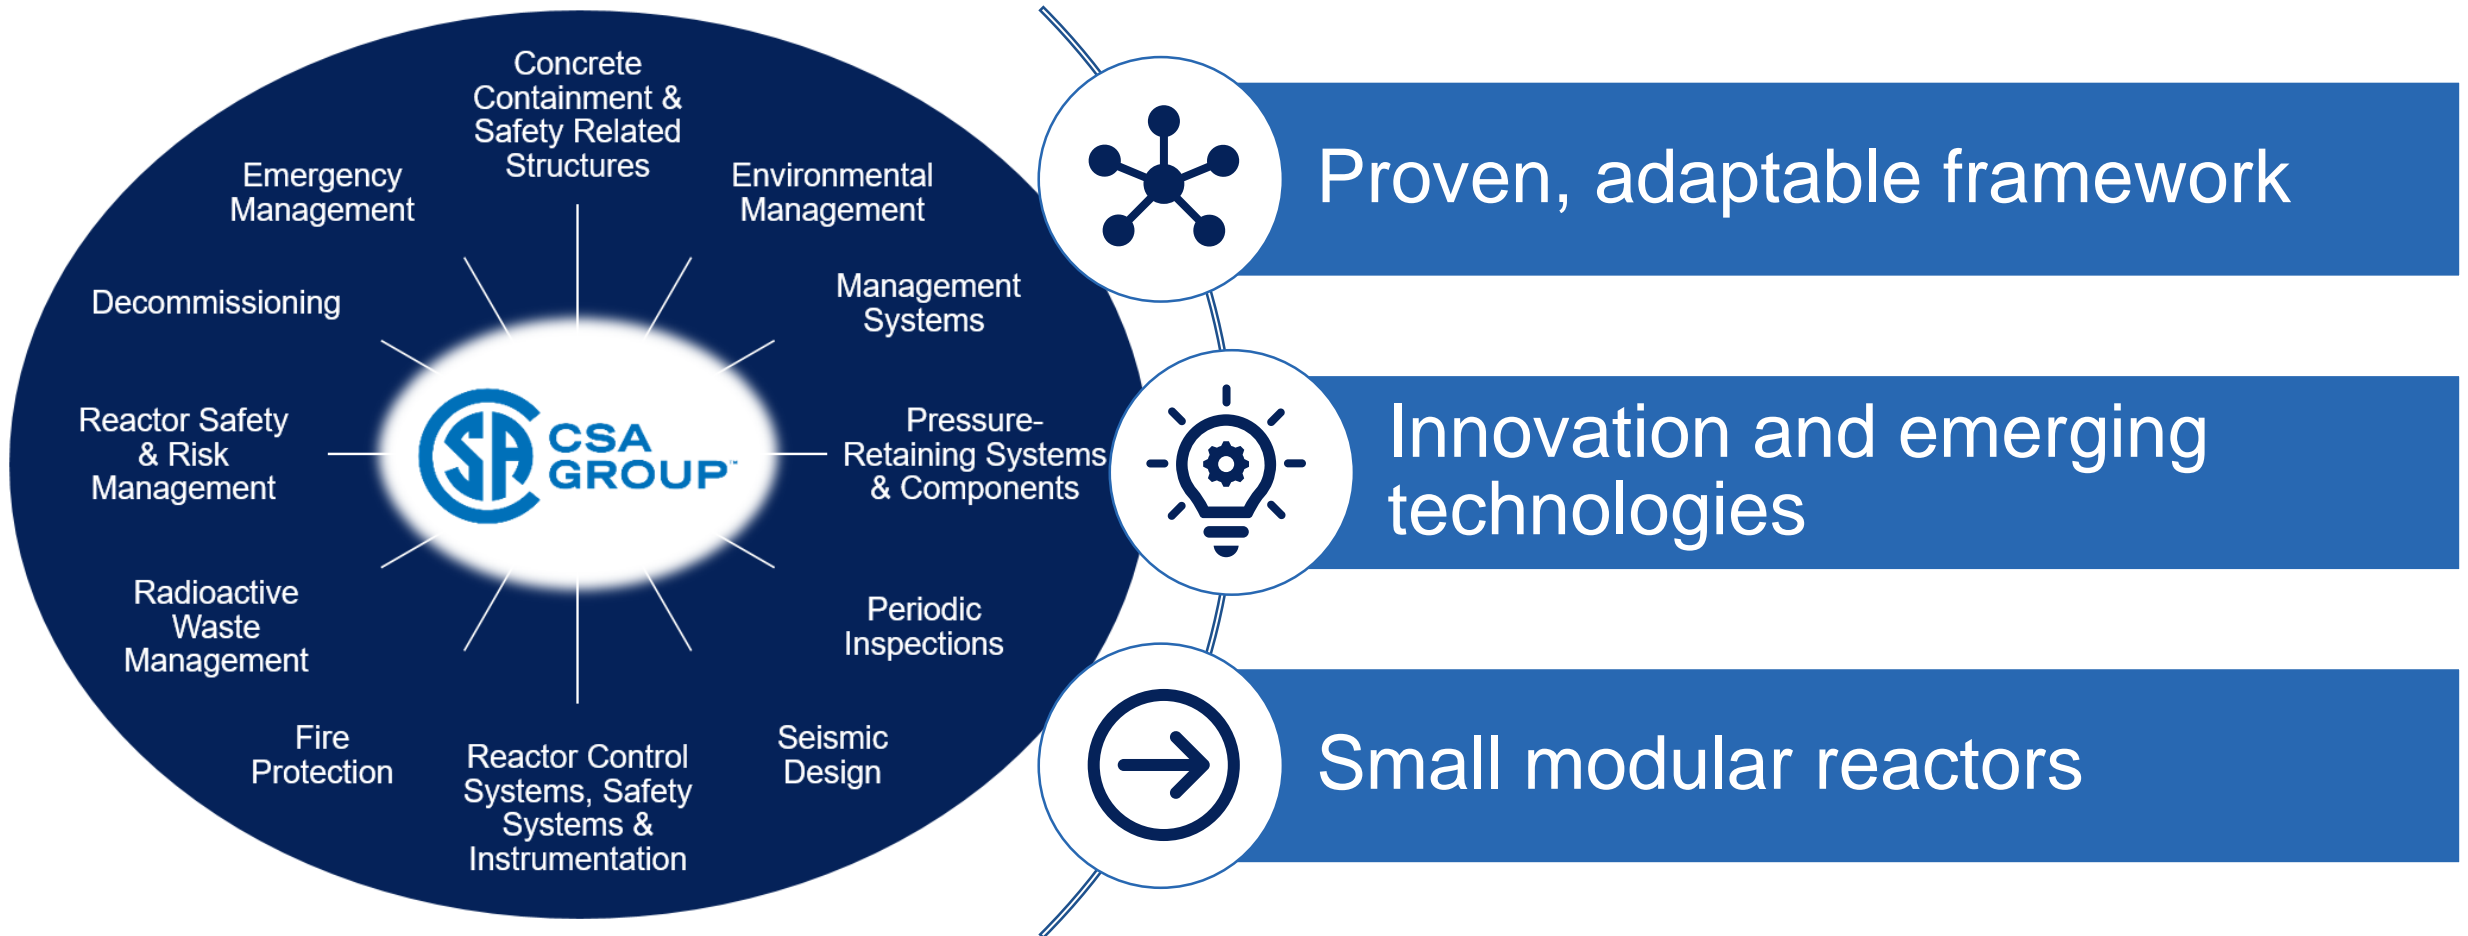 Concrete
Containment &
Safety Related
Structures
Environmental
Management
Management
Systems
Pressure-
Retaining Systems
& Components
Periodic
Inspections
Seismic
Design
Reactor Control
Systems, Safety
Systems &
Instrumentation
Fire
Protection
Radioactive
Waste
Management
Reactor Safety
& Risk
Management
Decommissioning
Emergency
Management
CSA
CSA
GROUP™
Proven, adaptable framework
Innovation and emerging
technologies
Small modular reactors